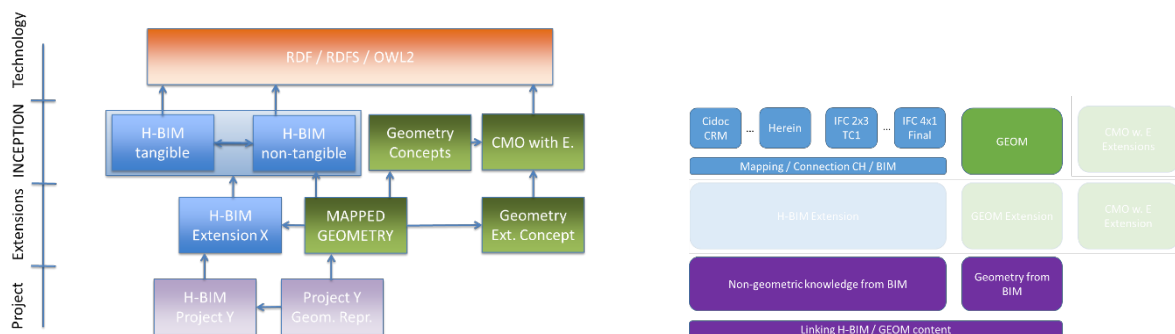 Technology
RDF / RDFS / OWL2
INCEPTION
H-BIM
tangible
H-BIM
non-tangible
Geometry
Concepts
CMO with E.
Extensions
H-BIM
Extension X
MAPPED
GEOMETRY
Geometry
Ext. Concept
Project
H-BIM
Project Y
Project Y
Geom. Repr.
Cidoc
CRM
...
Herein
IFC 2x3
TC1
...
IFC 4x1
Final
GEOM
CMO w. E
Extensions
Mapping / Connection CH / BIM
H-BIM Extension
GEOM Extension
CMO w. E
Extension
Non-geometric knowledge from BIM
Geometry from
BIM
Linking H-BIM / GEOM content